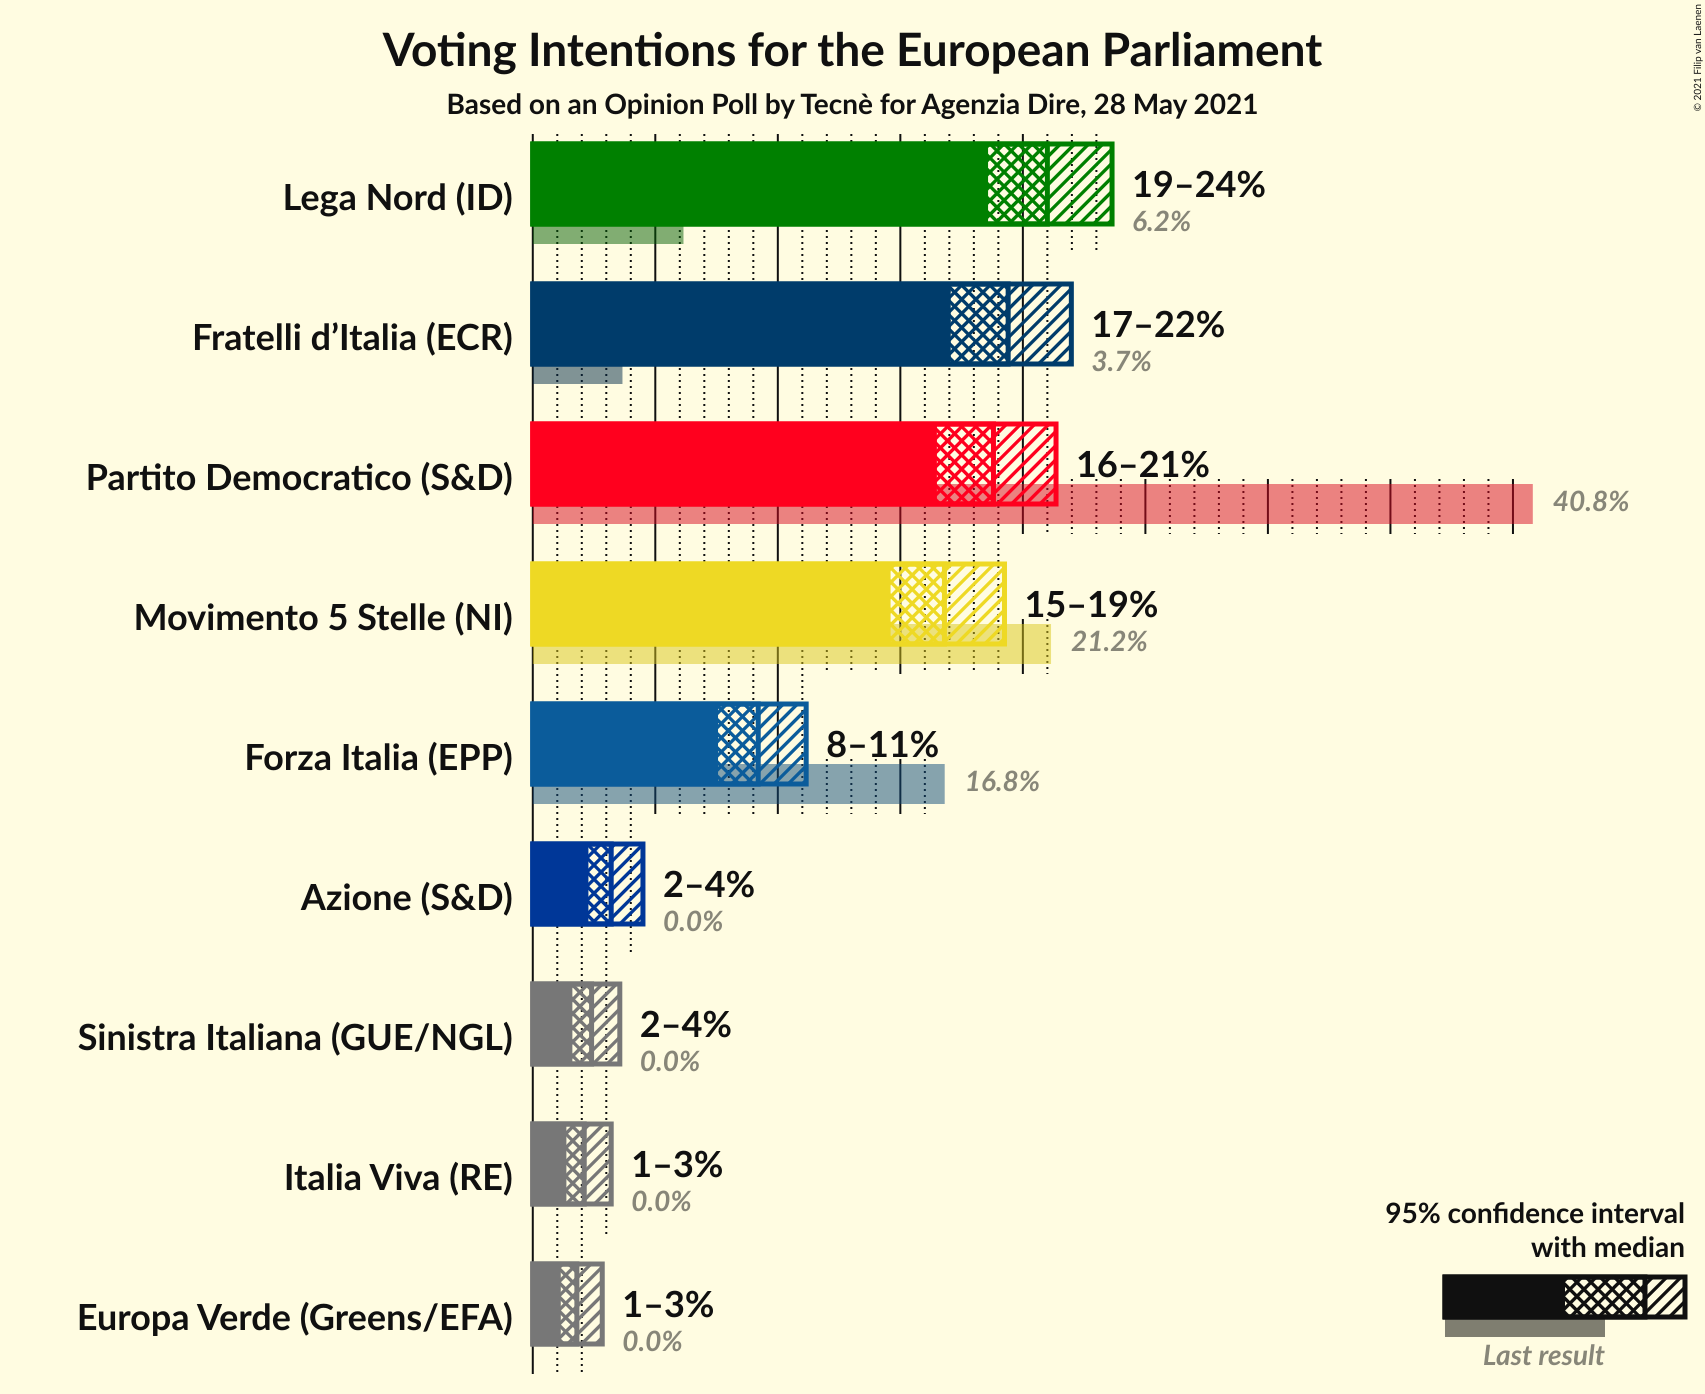 Voting Intentions for the European Parliament
Based on an Opinion Poll by Tecnè for Agenzia Dire, 28 May 2021
© 2021 Filip van Laenen
Lega Nord (ID)
19–24%
6.2%
Fratelli d’Italia (ECR)
17–22%
3.7%
Partito Democratico (S&D)
16–21%
40.8%
Movimento 5 Stelle (NI)
15–19%
21.2%
Forza Italia (EPP)
8–11%
16.8%
Azione (S&D)
2–4%
0.0%
Sinistra Italiana (GUE/NGL)
2–4%
0.0%
Italia Viva (RE)
1–3%
0.0%
Europa Verde (Greens/EFA)
1–3%
0.0%
95% confidence interval
with median
Last result